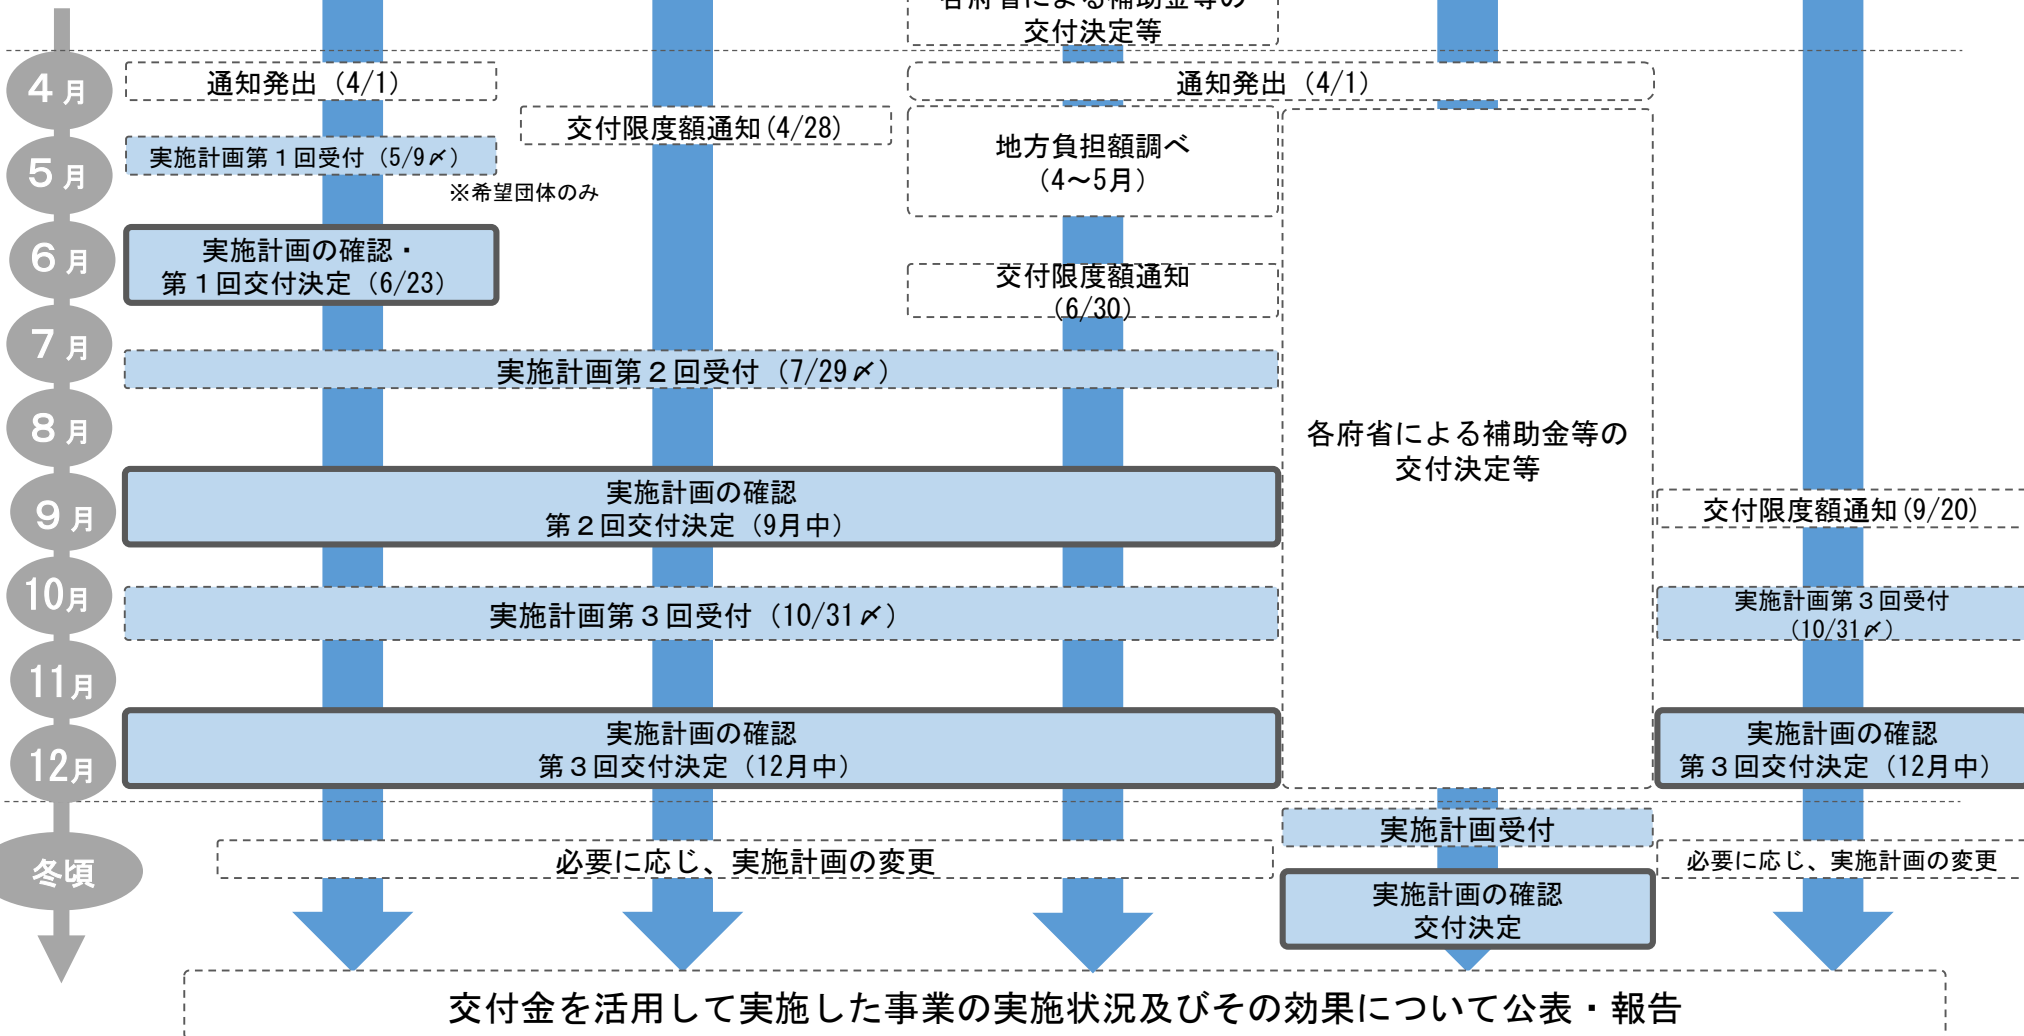 各府省による補助金等の
交付決定等
4月
通知発出（4/1）
通知発出（4/1）
交付限度額通知(4/28)
地方負担額調べ
（4～5月）
5月
実施計画第１回受付（5/9〆）
※希望団体のみ
6月
実施計画の確認・
第１回交付決定（6/23）
交付限度額通知
（6/30）
7月
実施計画第２回受付（7/29〆）
8月
各府省による補助金等の
交付決定等
9月
実施計画の確認
第２回交付決定（9月中）
交付限度額通知(9/20)
10月
実施計画第３回受付（10/31〆）
実施計画第３回受付
（10/31〆）
11月
12月
実施計画の確認
第３回交付決定（12月中）
実施計画の確認
第３回交付決定（12月中）
冬頃
必要に応じ、実施計画の変更
実施計画受付
必要に応じ、実施計画の変更
実施計画の確認
交付決定
交付金を活用して実施した事業の実施状況及びその効果について公表・報告